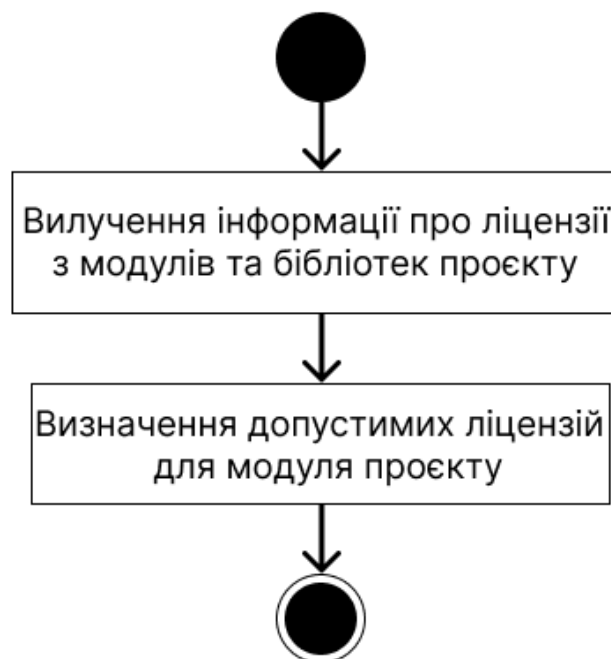 Вилучення інформації про ліцензії
з модулів та бібліотек проєкту
Визначення допустимих ліцензій
для модуля проєкту